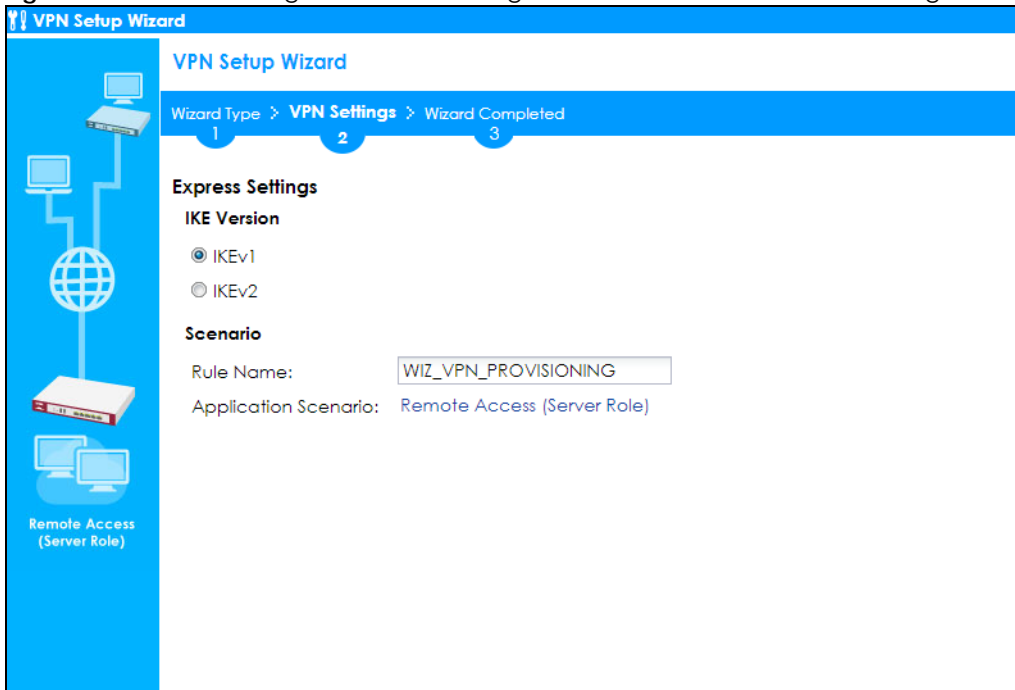 VPN Setup Wizard
VPN Setup Wizard
Wizard Type > VPN Settings > Wizard Completed
1 2 3
Express Settings
IKE Version
IKEv1
IKEv2
Scenario
Rule Name: WIZ_VPN_PROVISIONING
Application Scenario: Remote Access (Server Role)
Remote Access
(Server Role)